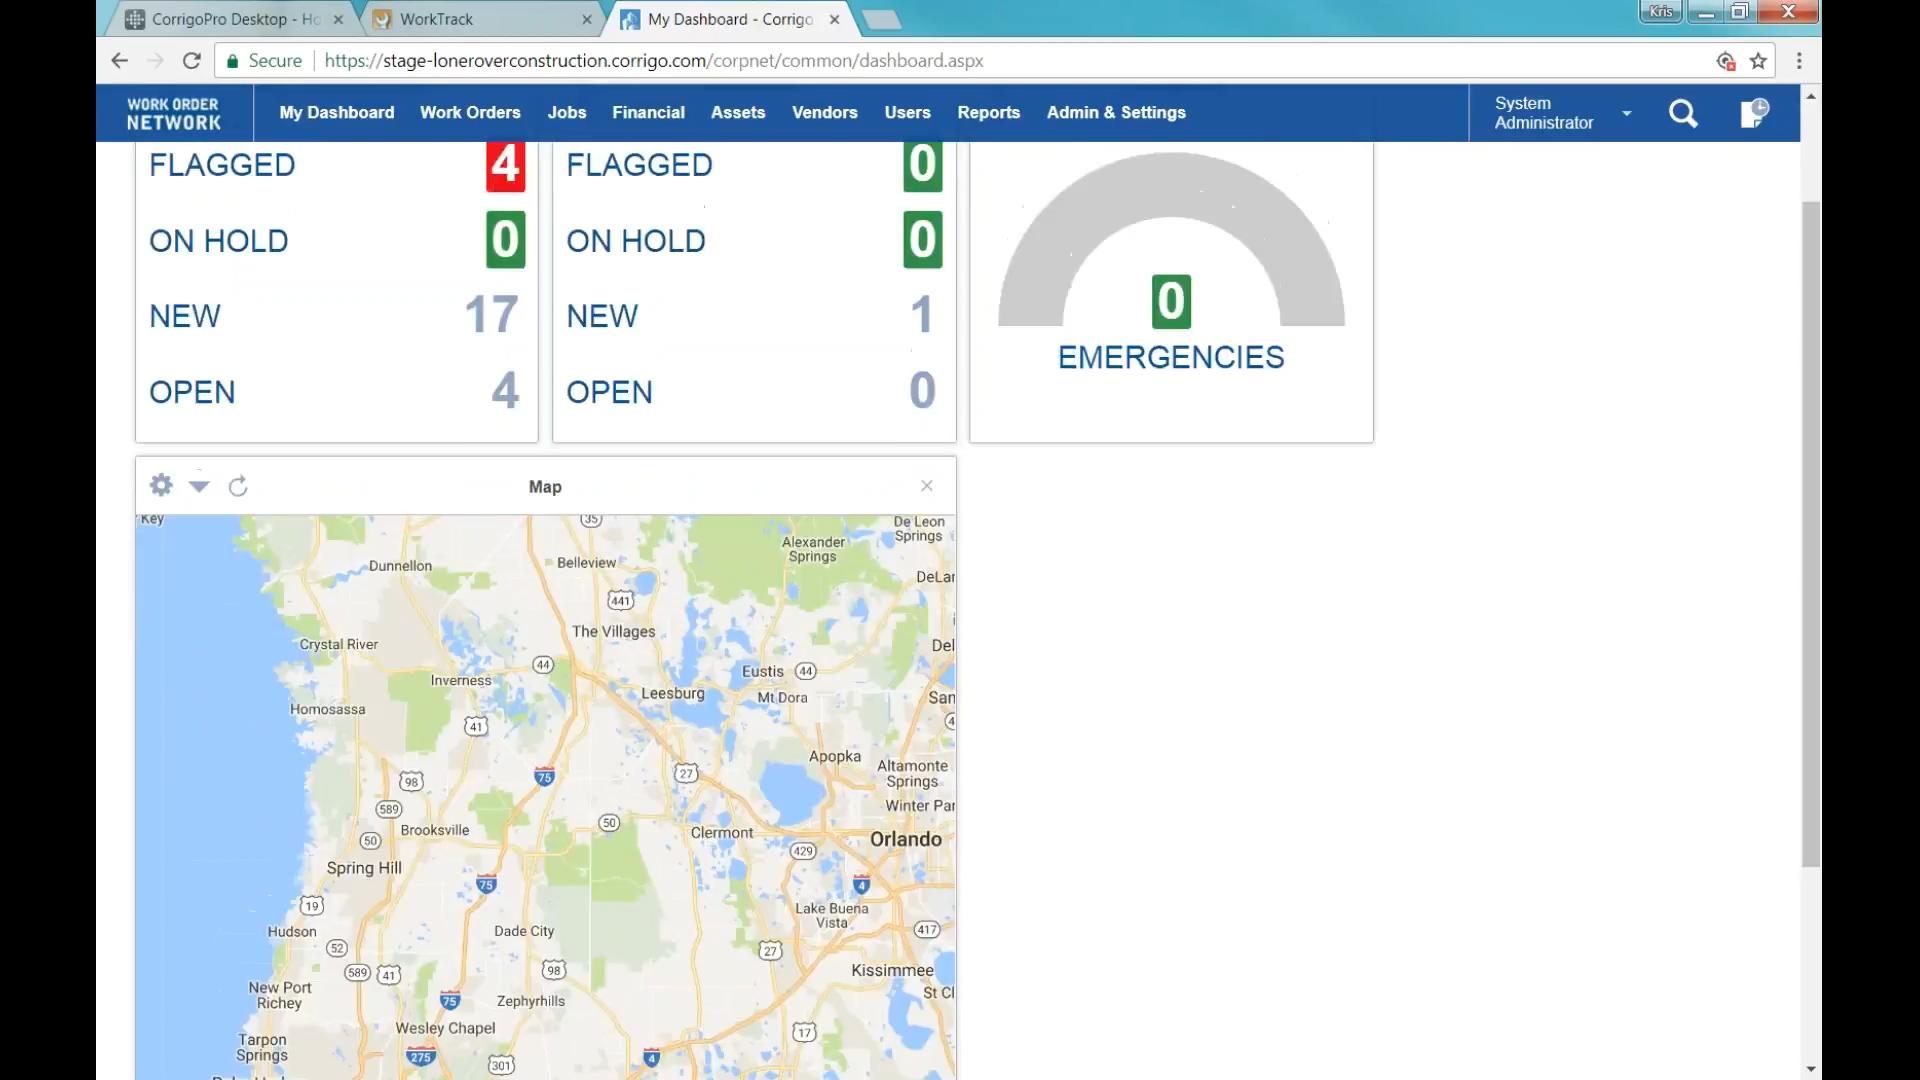 CorrigoPro Desktop - Ho
WorkTrack
My Dashboard - Corrigo
Kris
Secure
https://stage-loneroverconstruction.corrigo.com/corpnet/common/dashboard.aspx
WORK ORDER
NETWORK
My Dashboard
Work Orders
Jobs
Financial
Assets
Vendors
Users
Reports
Admin & Settings
System
Administrator
FLAGGED 4
ON HOLD 0
NEW 17
OPEN 4
FLAGGED 0
ON HOLD 0
NEW 1
OPEN 0
0
EMERGENCIES
Map
Key
35
De Leon
Springs
Alexander
Springs
Belleview
Dunnellon
DeLan
441
The Villages
Crystal River
Del
44
Eustis
44
Inverness
Leesburg
Mt Dora
San
Homosassa
41
4
Apopka
Altamonte
Springs
27
75
98
589
Winter Par
Brooksville
50
50
Clermont
Orlando
429
Spring Hill
75
4
19
Lake Buena
Vista
Hudson
Dade City
417
52
27
589
41
98
Kissimmee
New Port
Richey
75
Zephyrhills
St Cl
Wesley Chapel
17
Tarpon
Springs
275
301
4